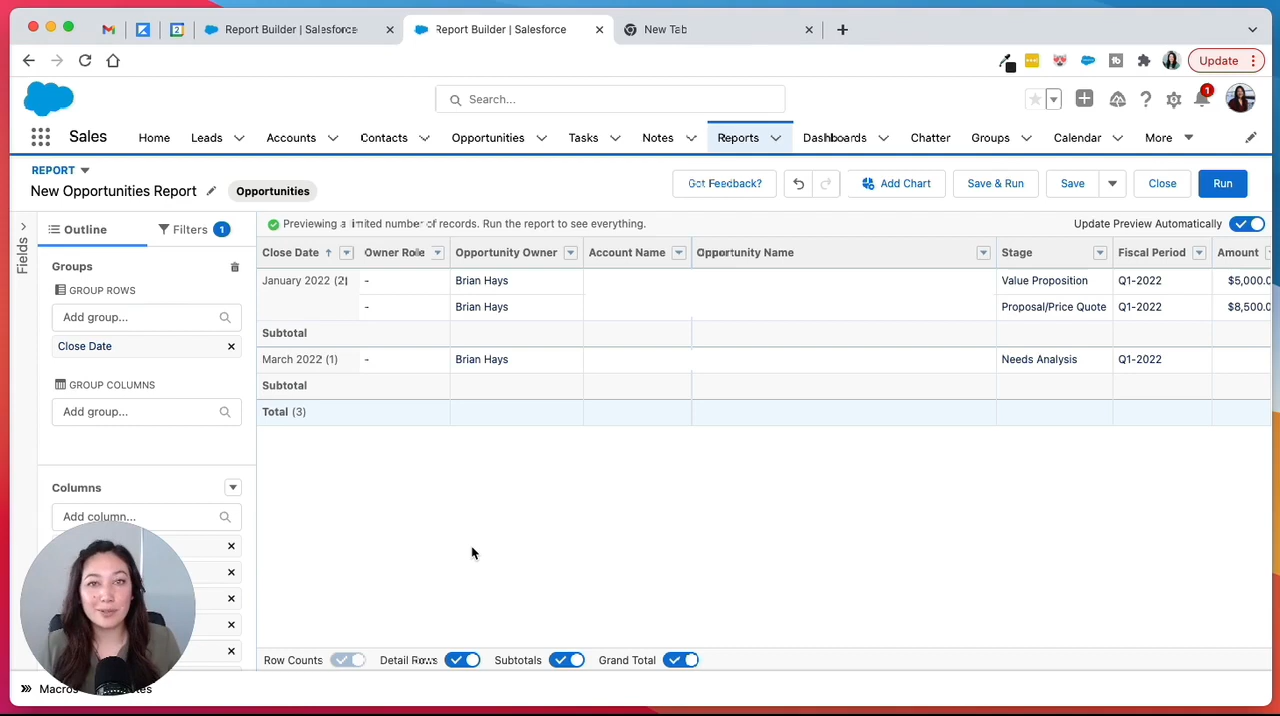 Report Builder | Salesforce
Report Builder | Salesforce
New Tab
Update
Search...
1
Sales
Home
Leads
Accounts
Contacts
Opportunities
Tasks
Notes
Reports
Dashboards
Chatter
Groups
Calendar
More
REPORT
New Opportunities Report
Opportunities
Got Feedback?
Add Chart
Save & Run
Save
Close
Run
Fields
Outline
Filters 1
Previewing a limited number of records. Run the report to see everything.
Update Preview Automatically
Groups
GROUP ROWS
Add group...
Close Date
GROUP COLUMNS
Add group...
Columns
Add column...
Close Date ↑ Owner Role Opportunity Owner Account Name Opportunity Name Stage Fiscal Period Amount
January 2022 (2) - Brian Hays Value Proposition Q1-2022 $5,000.0
- Brian Hays Proposal/Price Quote Q1-2022 $8,500.0
Subtotal
March 2022 (1) - Brian Hays Needs Analysis Q1-2022
Subtotal
Total (3)
Row Counts Detail Rows Subtotals Grand Total
Macros